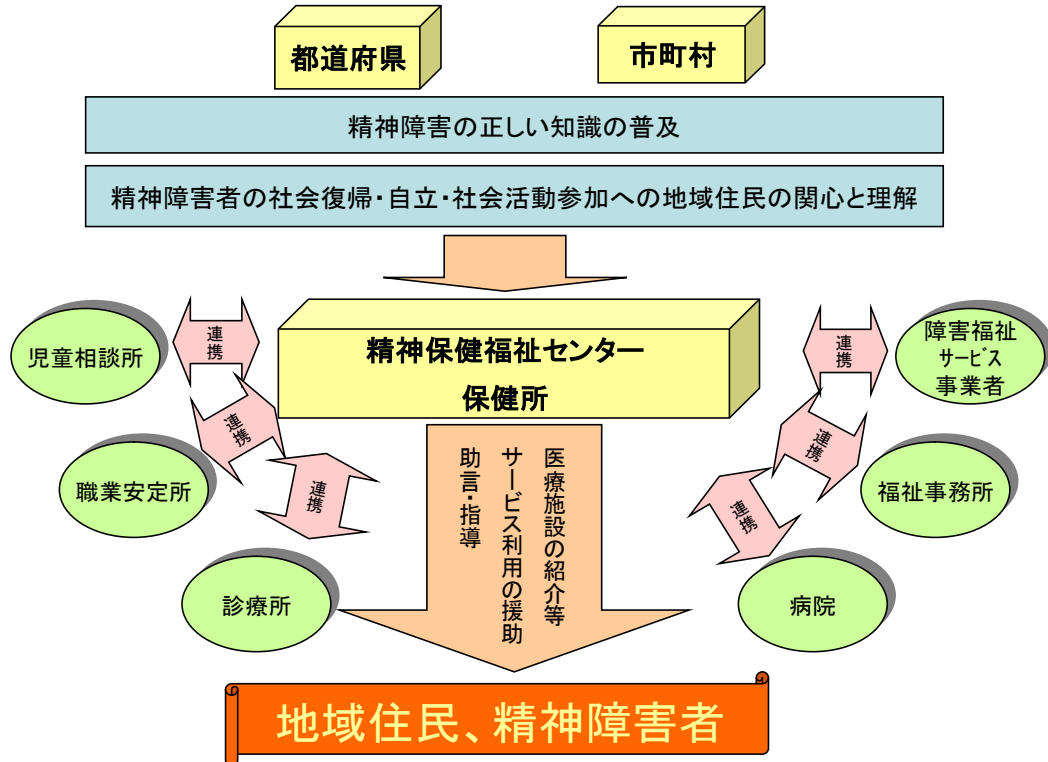 都道府県
市町村
精神障害の正しい知識の普及
精神障害者の社会復帰・自立・社会活動参加への地域住民の関心と理解
精神保健福祉センター
保健所
児童相談所
連携
職業安定所
連携
診療所
連携
障害福祉
サービス
事業者
連携
福祉事務所
連携
病院
連携
医療施設の紹介等
サービス利用の援助
助言・指導
地域住民、精神障害者